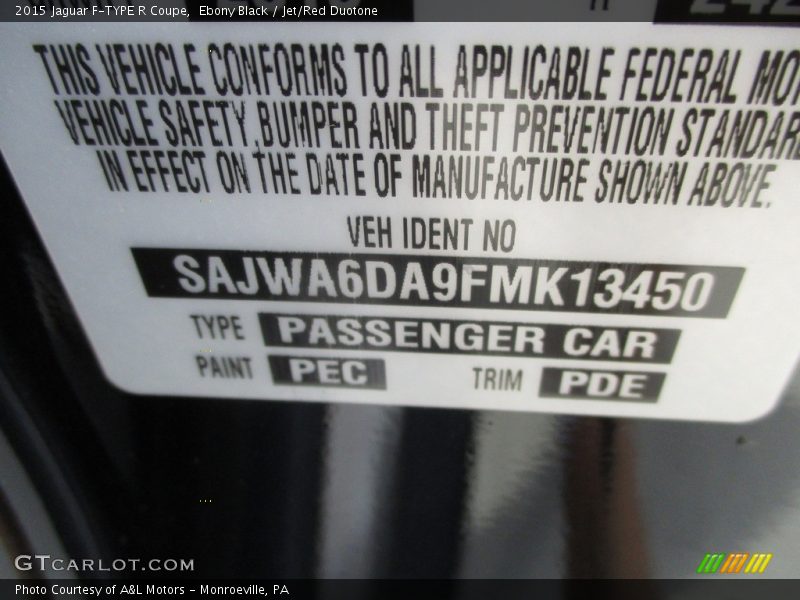 2015 Jaguar F-TYPE R Coupe, Ebony Black / Jet/Red Duotone
THIS VEHICLE CONFORMS TO ALL APPLICABLE FEDERAL
VEHICLE SAFETY, BUMPER AND THEFT PREVENTION
IN EFFECT ON THE DATE OF MANUFACTURE SHOWN ABOVE.
VEH IDENT NO
SAJWA6DA9FMK13450
TYPE PASSENGER CAR
PAINT PEC TRIM PDE
GTCARLOT.COM
Photo Courtesy of A&L Motors - Monroeville, PA